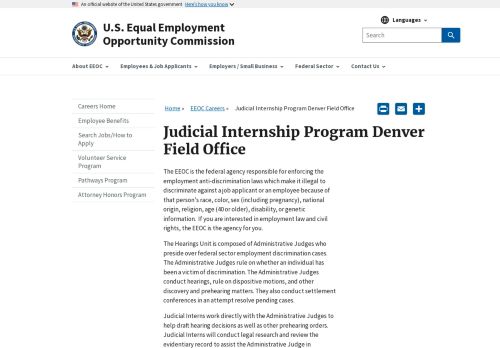 An official website of the United States government Here's how you know
U.S. Equal Employment
Opportunity Commission
Languages
Search
About EEOC
Employees & Job Applicants
Employers / Small Business
Federal Sector
Contact Us
Careers Home
Employee Benefits
Search Jobs/How to
Apply
Volunteer Service
Program
Pathways Program
Attorney Honors Program
Home » EEOC Careers » Judicial Internship Program Denver Field Office
Judicial Internship Program Denver
Field Office
The EEOC is the federal agency responsible for enforcing the
employment anti-discrimination laws which make it illegal to
discriminate against a job applicant or an employee because of
that person's race, color, sex (including pregnancy), national
origin, religion, age (40 or older), disability, or genetic
information. If you are interested in employment law and civil
rights, the EEOC is the agency for you.
The Hearings Unit is composed of Administrative Judges who
preside over federal sector employment discrimination cases.
The Administrative Judges rule on whether an individual has
been a victim of discrimination. The Administrative Judges
conduct hearings, rule on dispositive motions, and other
discovery and prehearing matters. They also conduct settlement
conferences in attempt resolve pending cases.
Judicial Interns work directly with the Administrative Judges to
help draft hearing decisions as well as other prehearing orders.
Judicial Interns will conduct legal research and review the
evidentiary record to assist the Administrative Judge in